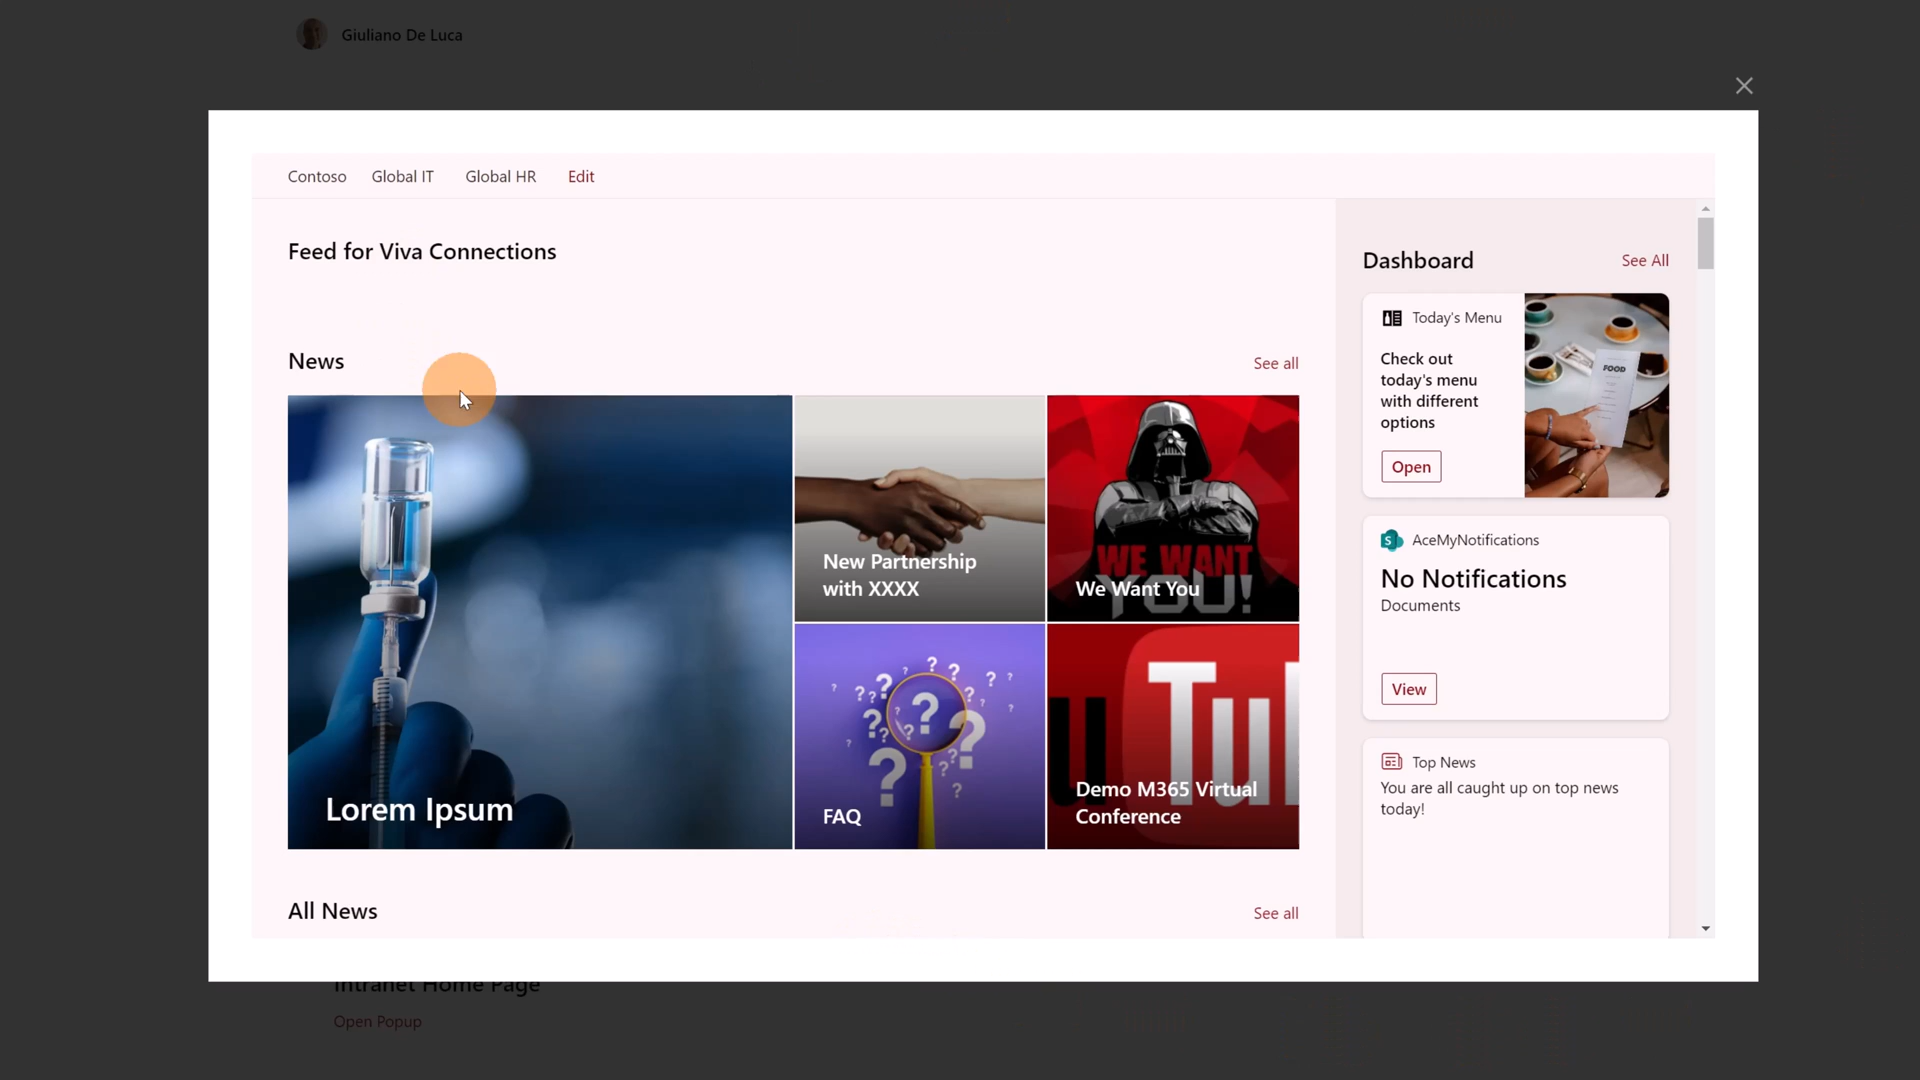 Giuliano De Luca
Contoso Global IT Global HR Edit
Feed for Viva Connections
News See all
Lorem Ipsum
New Partnership
with XXXX
WE WANT
YOU!
We Want You
FAQ
Demo M365 Virtual
Conference
All News See all
Dashboard See All
Today's Menu
Check out
today's menu
with different
options
Open
FOOD
AceMyNotifications
No Notifications
Documents
View
Top News
You are all caught up on top news
today!
Intranet Home Page
Open Popup